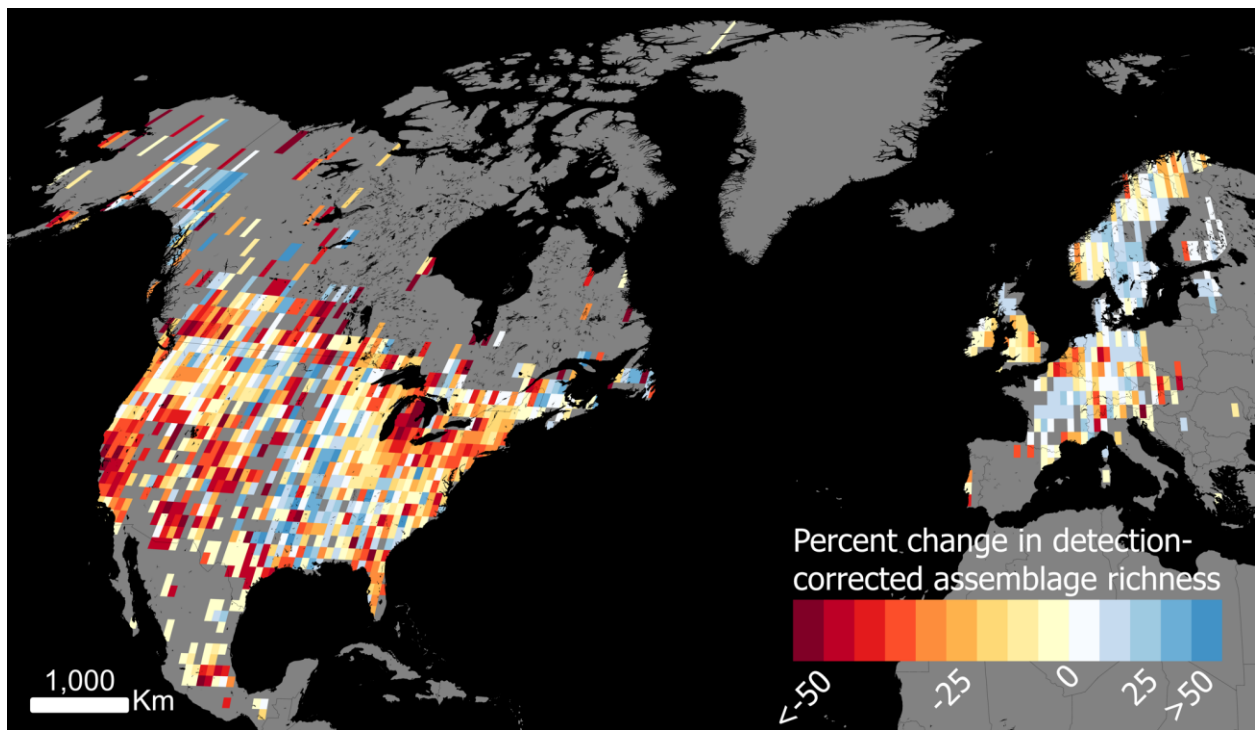 Percent change in detection-
corrected assemblage richness
<-50
-25
0
25
>50
1,000
Km